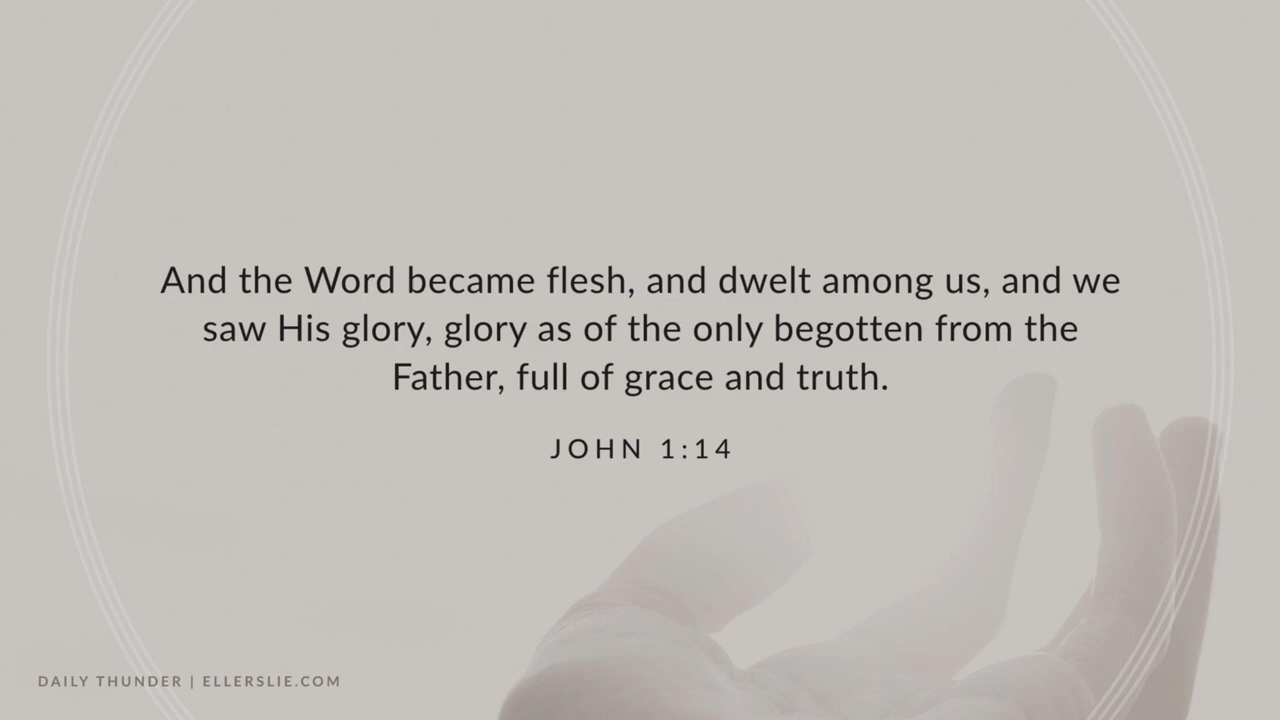 And the Word became flesh, and dwelt among us, and we
saw His glory, glory as of the only begotten from the
Father, full of grace and truth.
JOHN 1:14
DAILY THUNDER | ELLERSLIE.COM